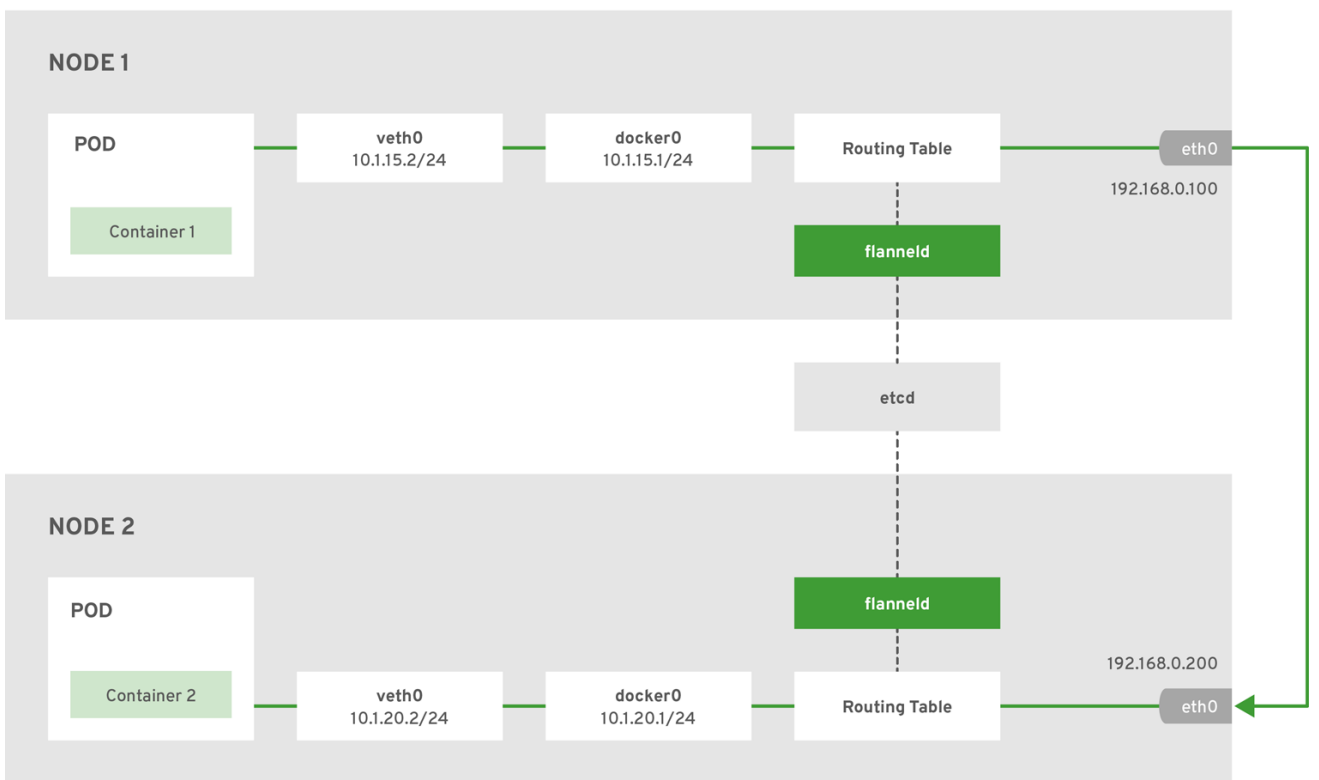 NODE 1
POD
Container 1
veth0
10.1.15.2/24
docker0
10.1.15.1/24
Routing Table
eth0
192.168.0.100
flanneld
etcd
NODE 2
flanneld
POD
Container 2
veth0
10.1.20.2/24
docker0
10.1.20.1/24
Routing Table
192.168.0.200
eth0